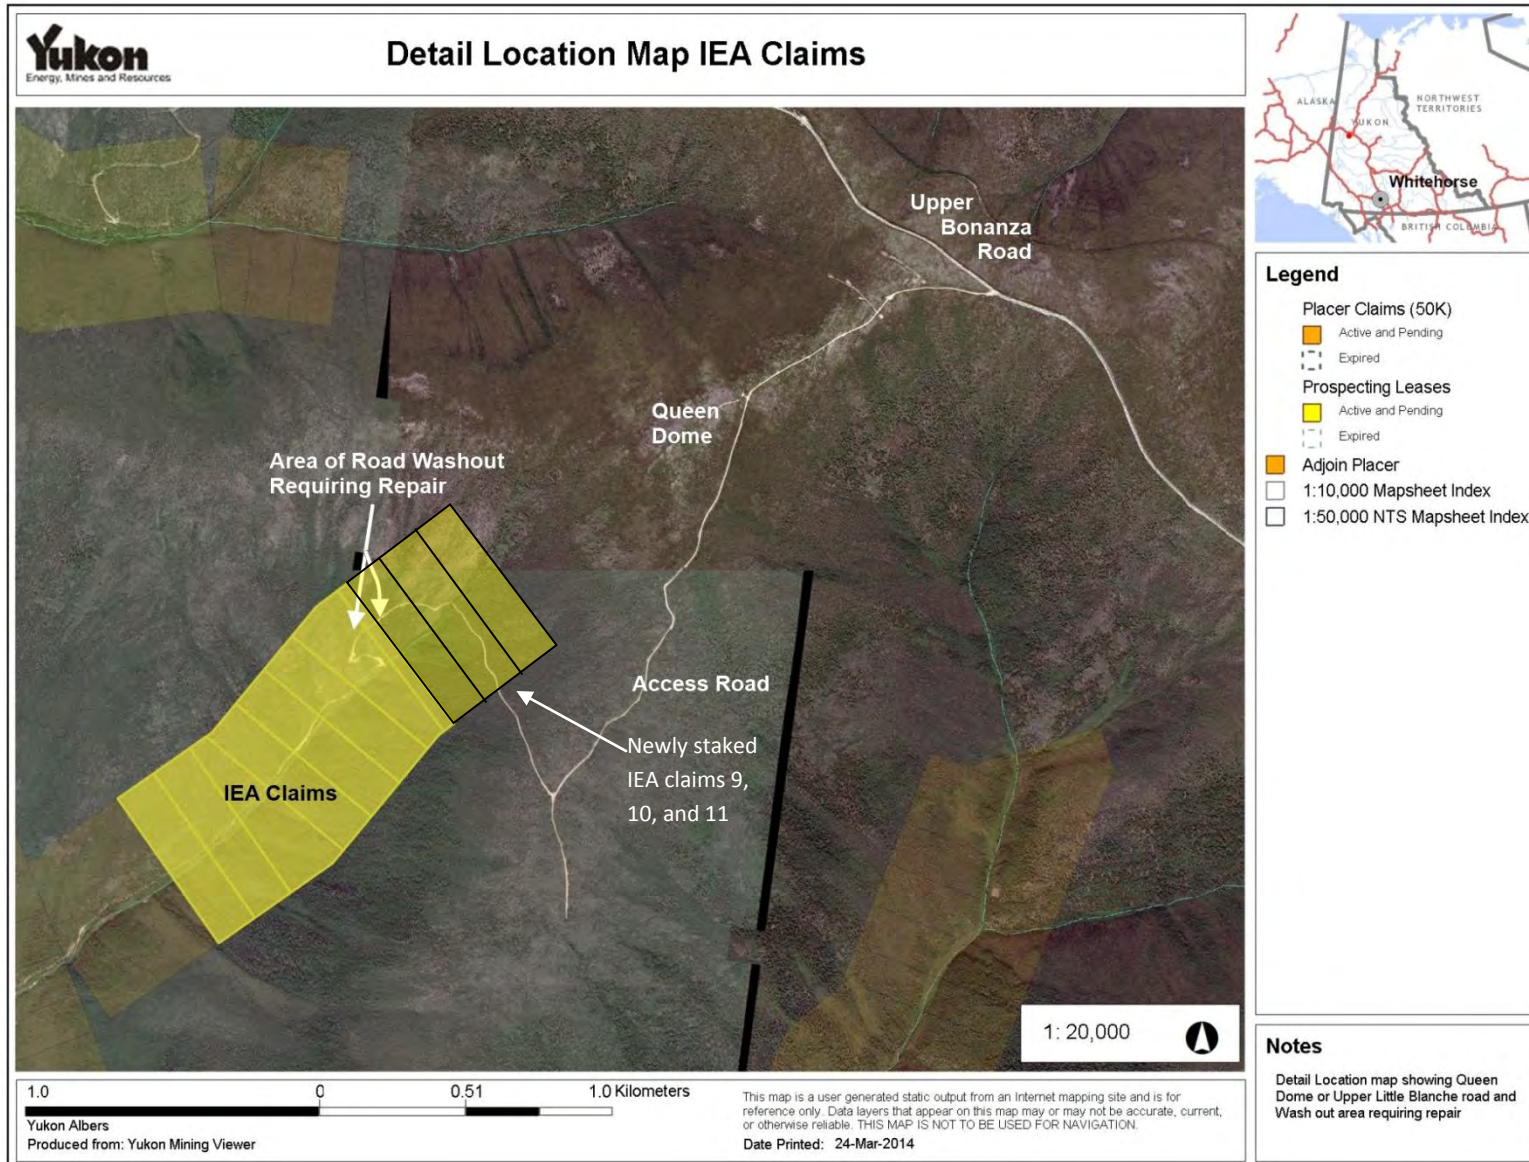 Yukon
Energy, Mines and Resources
Detail Location Map IEA Claims
ALASKA
YUKON
NORTHWEST
TERRITORIES
Whitehorse
BRITISH COLUMBIA
Upper
Bonanza
Road
Queen
Dome
Area of Road Washout
Requiring Repair
Access Road
Newly staked
IEA claims 9,
10, and 11
IEA Claims
1: 20,000
Legend
Placer Claims (50K)
Active and Pending
Expired
Prospecting Leases
Active and Pending
Expired
Adjoin Placer
1:10,000 Mapsheet Index
1:50,000 NTS Mapsheet Index
Notes
Detail Location map showing Queen
Dome or Upper Little Blanche road and
Wash out area requiring repair
1.0 0 0.51 1.0 Kilometers
Yukon Albers
Produced from: Yukon Mining Viewer
This map is a user generated static output from an Internet mapping site and is for
reference only. Data layers that appear on this map may or may not be accurate, current,
or otherwise reliable. THIS MAP IS NOT TO BE USED FOR NAVIGATION.
Date Printed: 24-Mar-2014